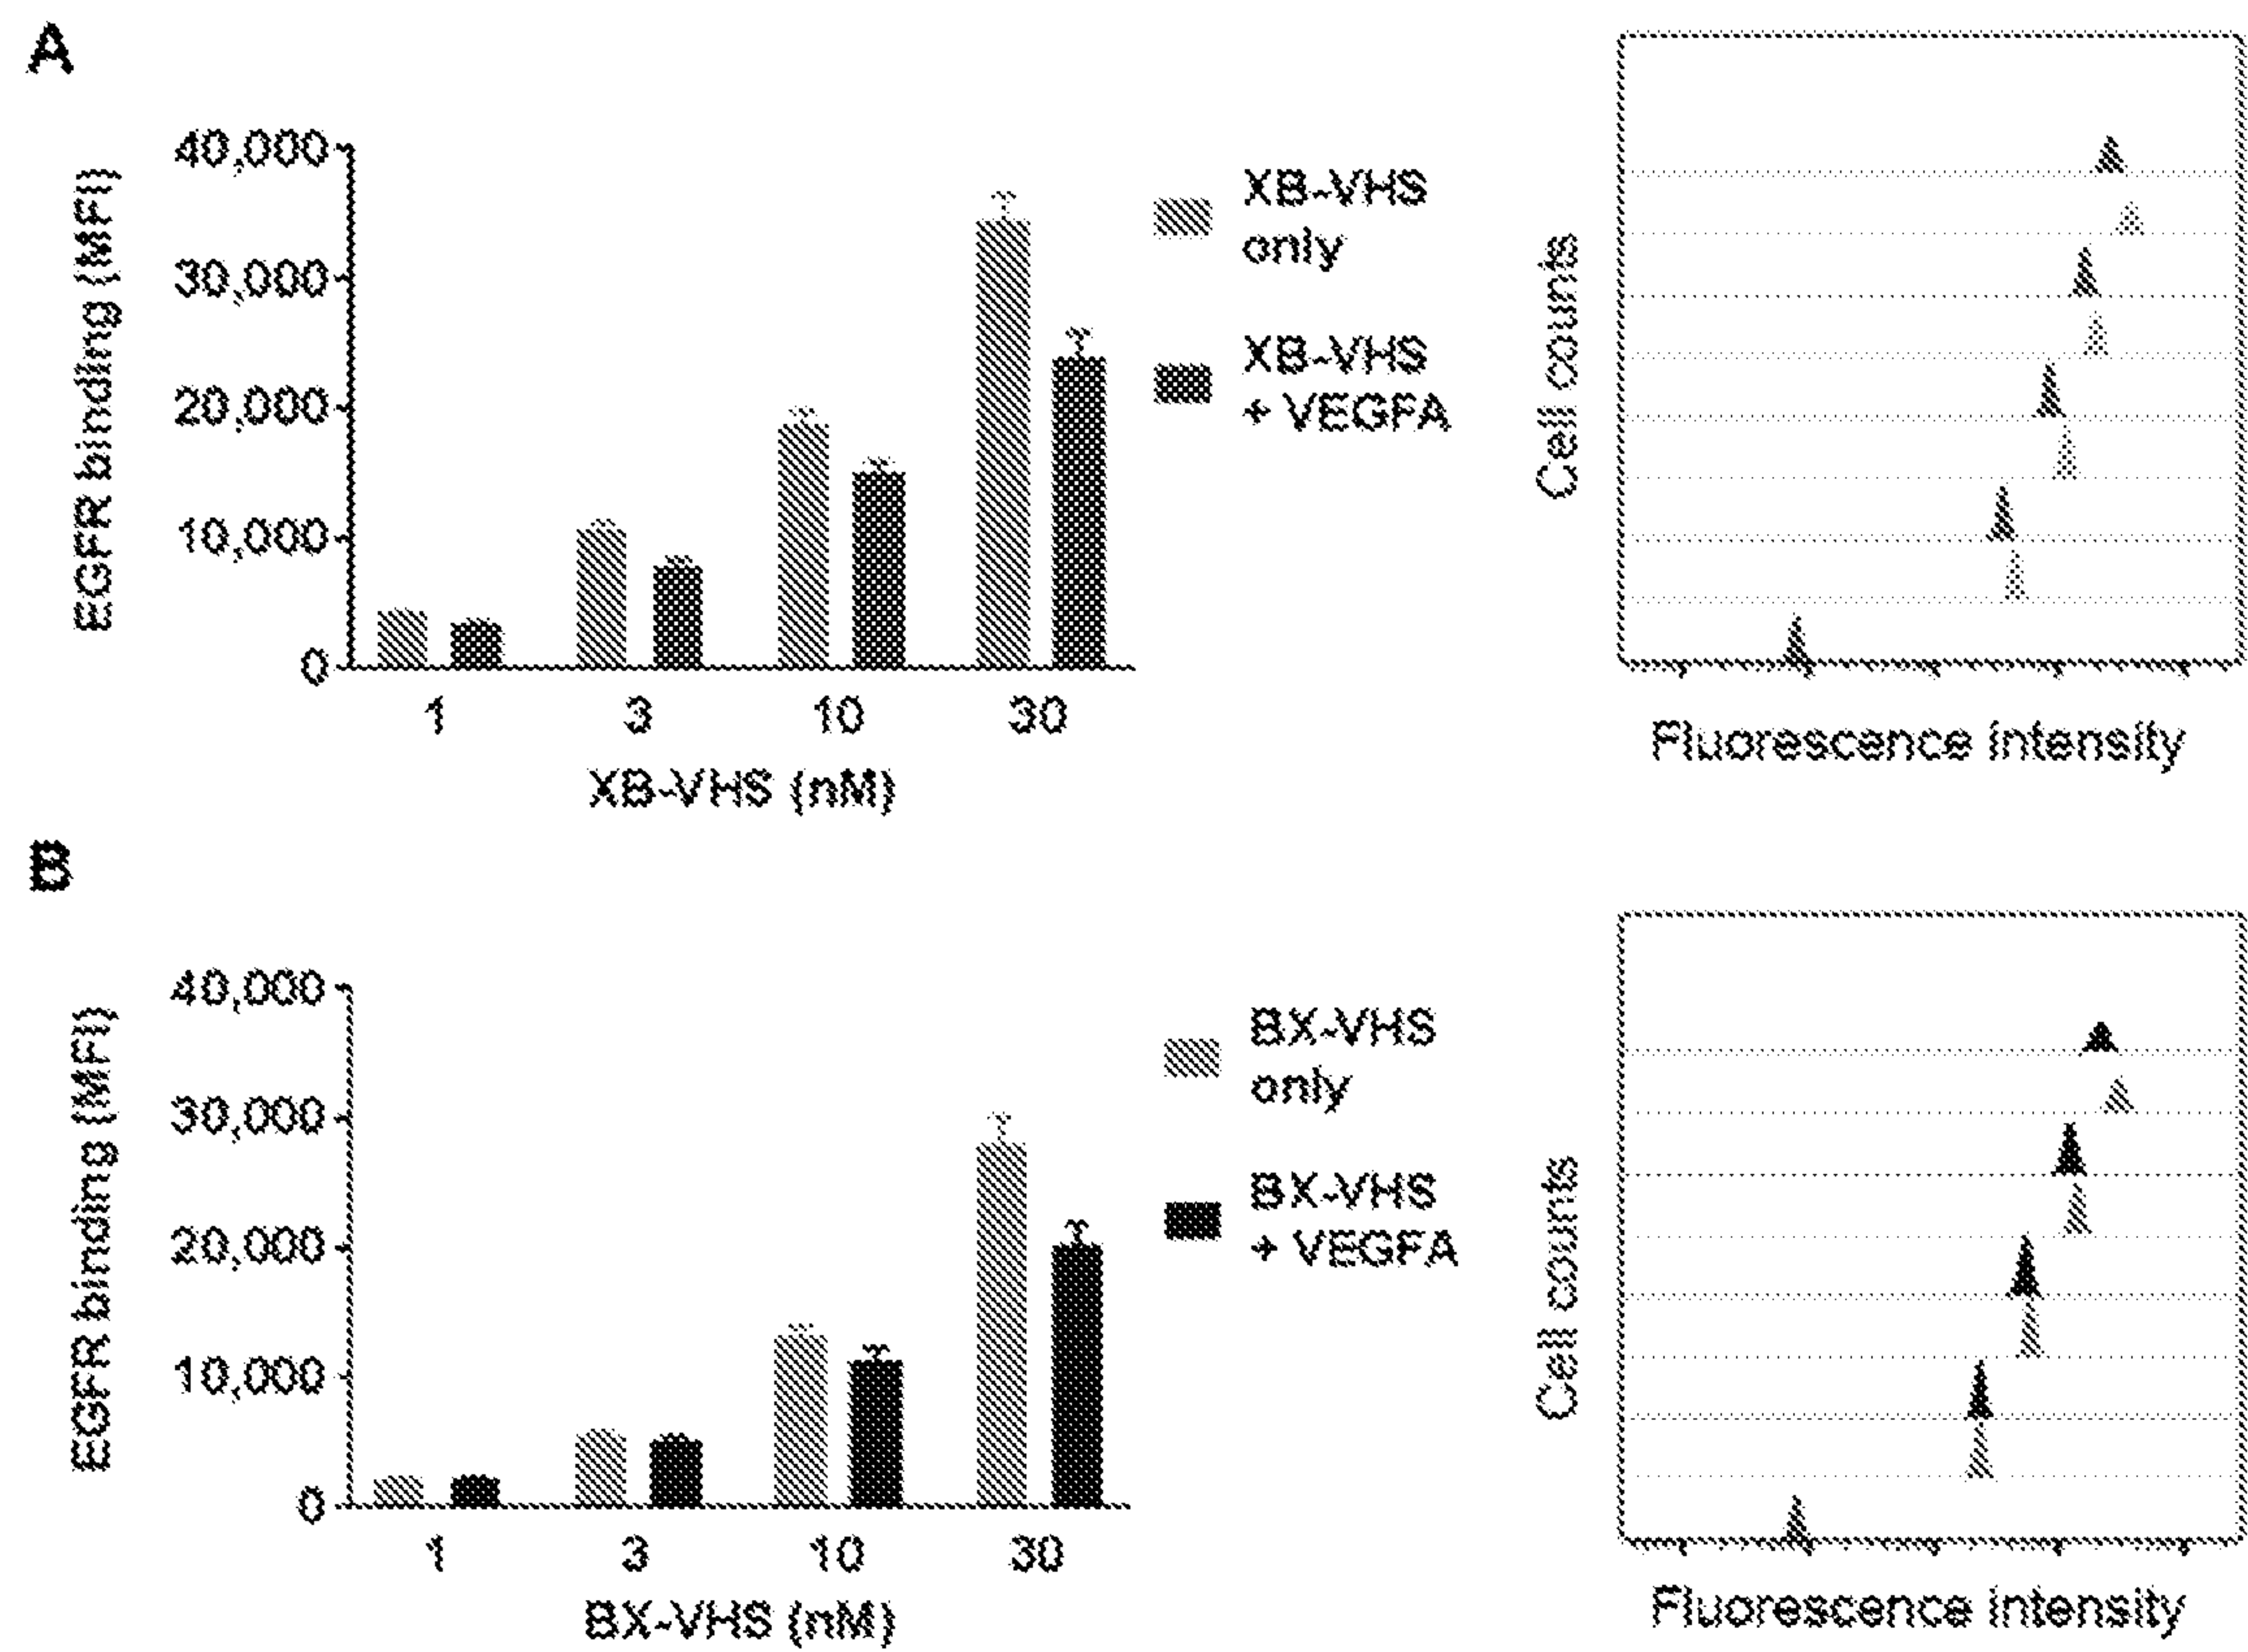 A
EGFR binding (MFI)
40,000
30,000
20,000
10,000
0
1 3 10 30
XB-VHS (nM)
XB-VHS
only
XB-VHS
+ VEGFA
Cell counts
Fluorescence intensity
B
EGFR binding (MFI)
40,000
30,000
20,000
10,000
0
1 3 10 30
BX-VHS (nM)
BX-VHS
only
BX-VHS
+ VEGFA
Cell counts
Fluorescence intensity